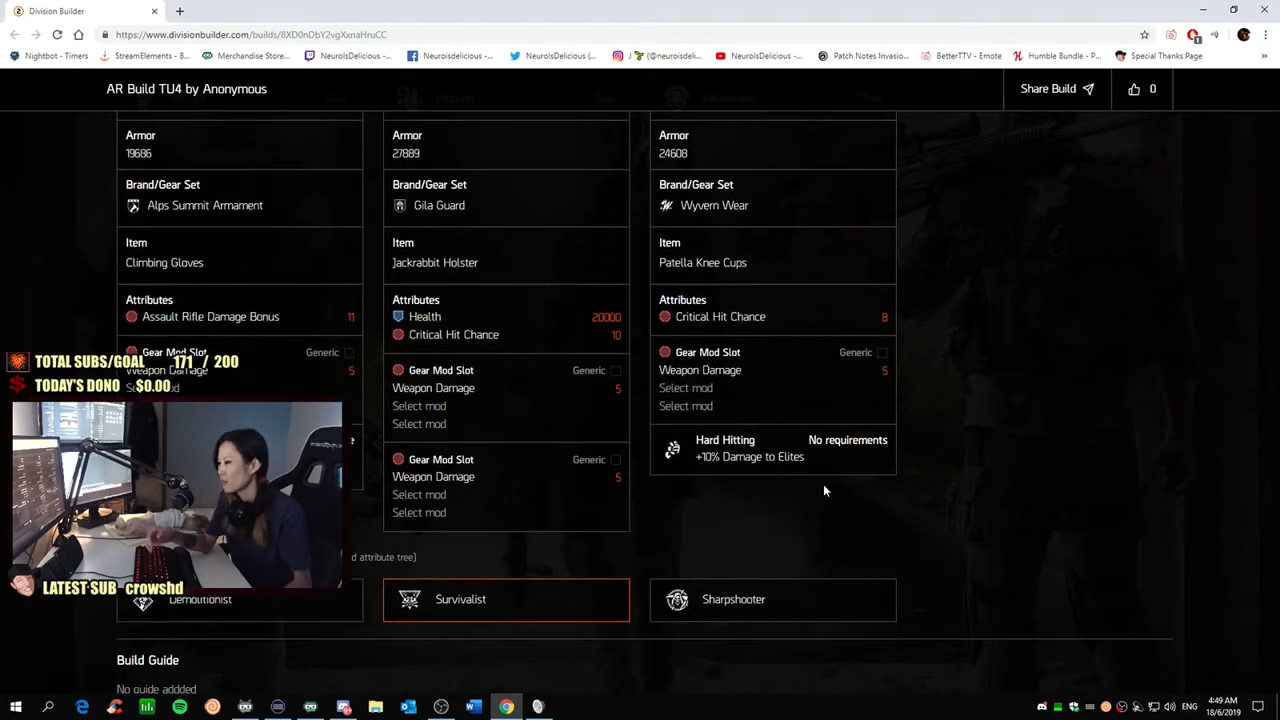 Division Builder
https://www.divisionbuilder.com/builds/8XD0nDbY2vgXxnaHruCC
Nightbot - Timers
StreamElements - B...
Merchandise Store...
NeuroIsDelicious - ...
Neuroisdelicious - ...
NeuroIsDelicious (...
(@neuroisdelici...
NeuroIsDelicious - ...
Patch Notes Invasio...
BetterTTV - Emote
Humble Bundle - P...
Special Thanks Page
AR Build TU4 by Anonymous
Share Build
0
Armor
19686
Armor
27889
Armor
24608
Brand/Gear Set
Alps Summit Armament
Brand/Gear Set
Gila Guard
Brand/Gear Set
Wyvern Wear
Item
Climbing Gloves
Item
Jackrabbit Holster
Item
Patella Knee Cups
Attributes
Assault Rifle Damage Bonus 11
Attributes
Health 20000
Critical Hit Chance 10
Attributes
Critical Hit Chance 8
Gear Mod Slot Generic
Weapon Damage 5
Gear Mod Slot Generic
Weapon Damage 5
Select mod
Select mod
Gear Mod Slot Generic
Weapon Damage 5
Select mod
Select mod
Gear Mod Slot Generic
Weapon Damage 5
Select mod
Select mod
Hard Hitting No requirements
+10% Damage to Elites
TOTAL SUBS/GOAL 171 / 200
TODAY'S DONO $0.00
LATEST SUB crowshd
d attribute tree)
Demolitionist
Survivalist
Sharpshooter
Build Guide
No guide addded
ENG
4:49 AM
18/6/2019